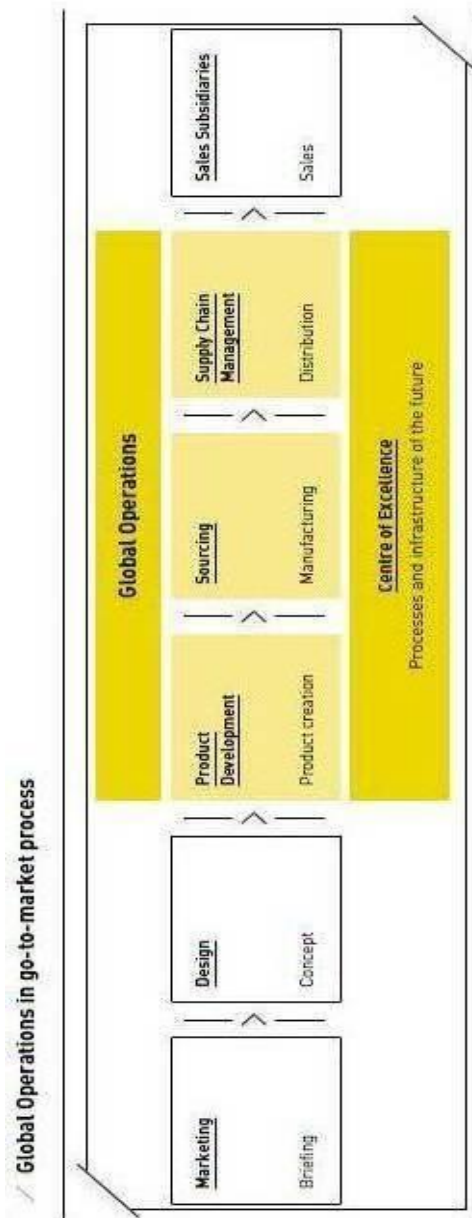 Global Operations in go-to-market process
Global Operations
Marketing
Briefing
Design
Concept
Product
Development
Product creation
Sourcing
Manufacturing
Supply Chain
Management
Distribution
Sales Subsidiaries
Sales
Centre of Excellence
Processes and infrastructure of the future